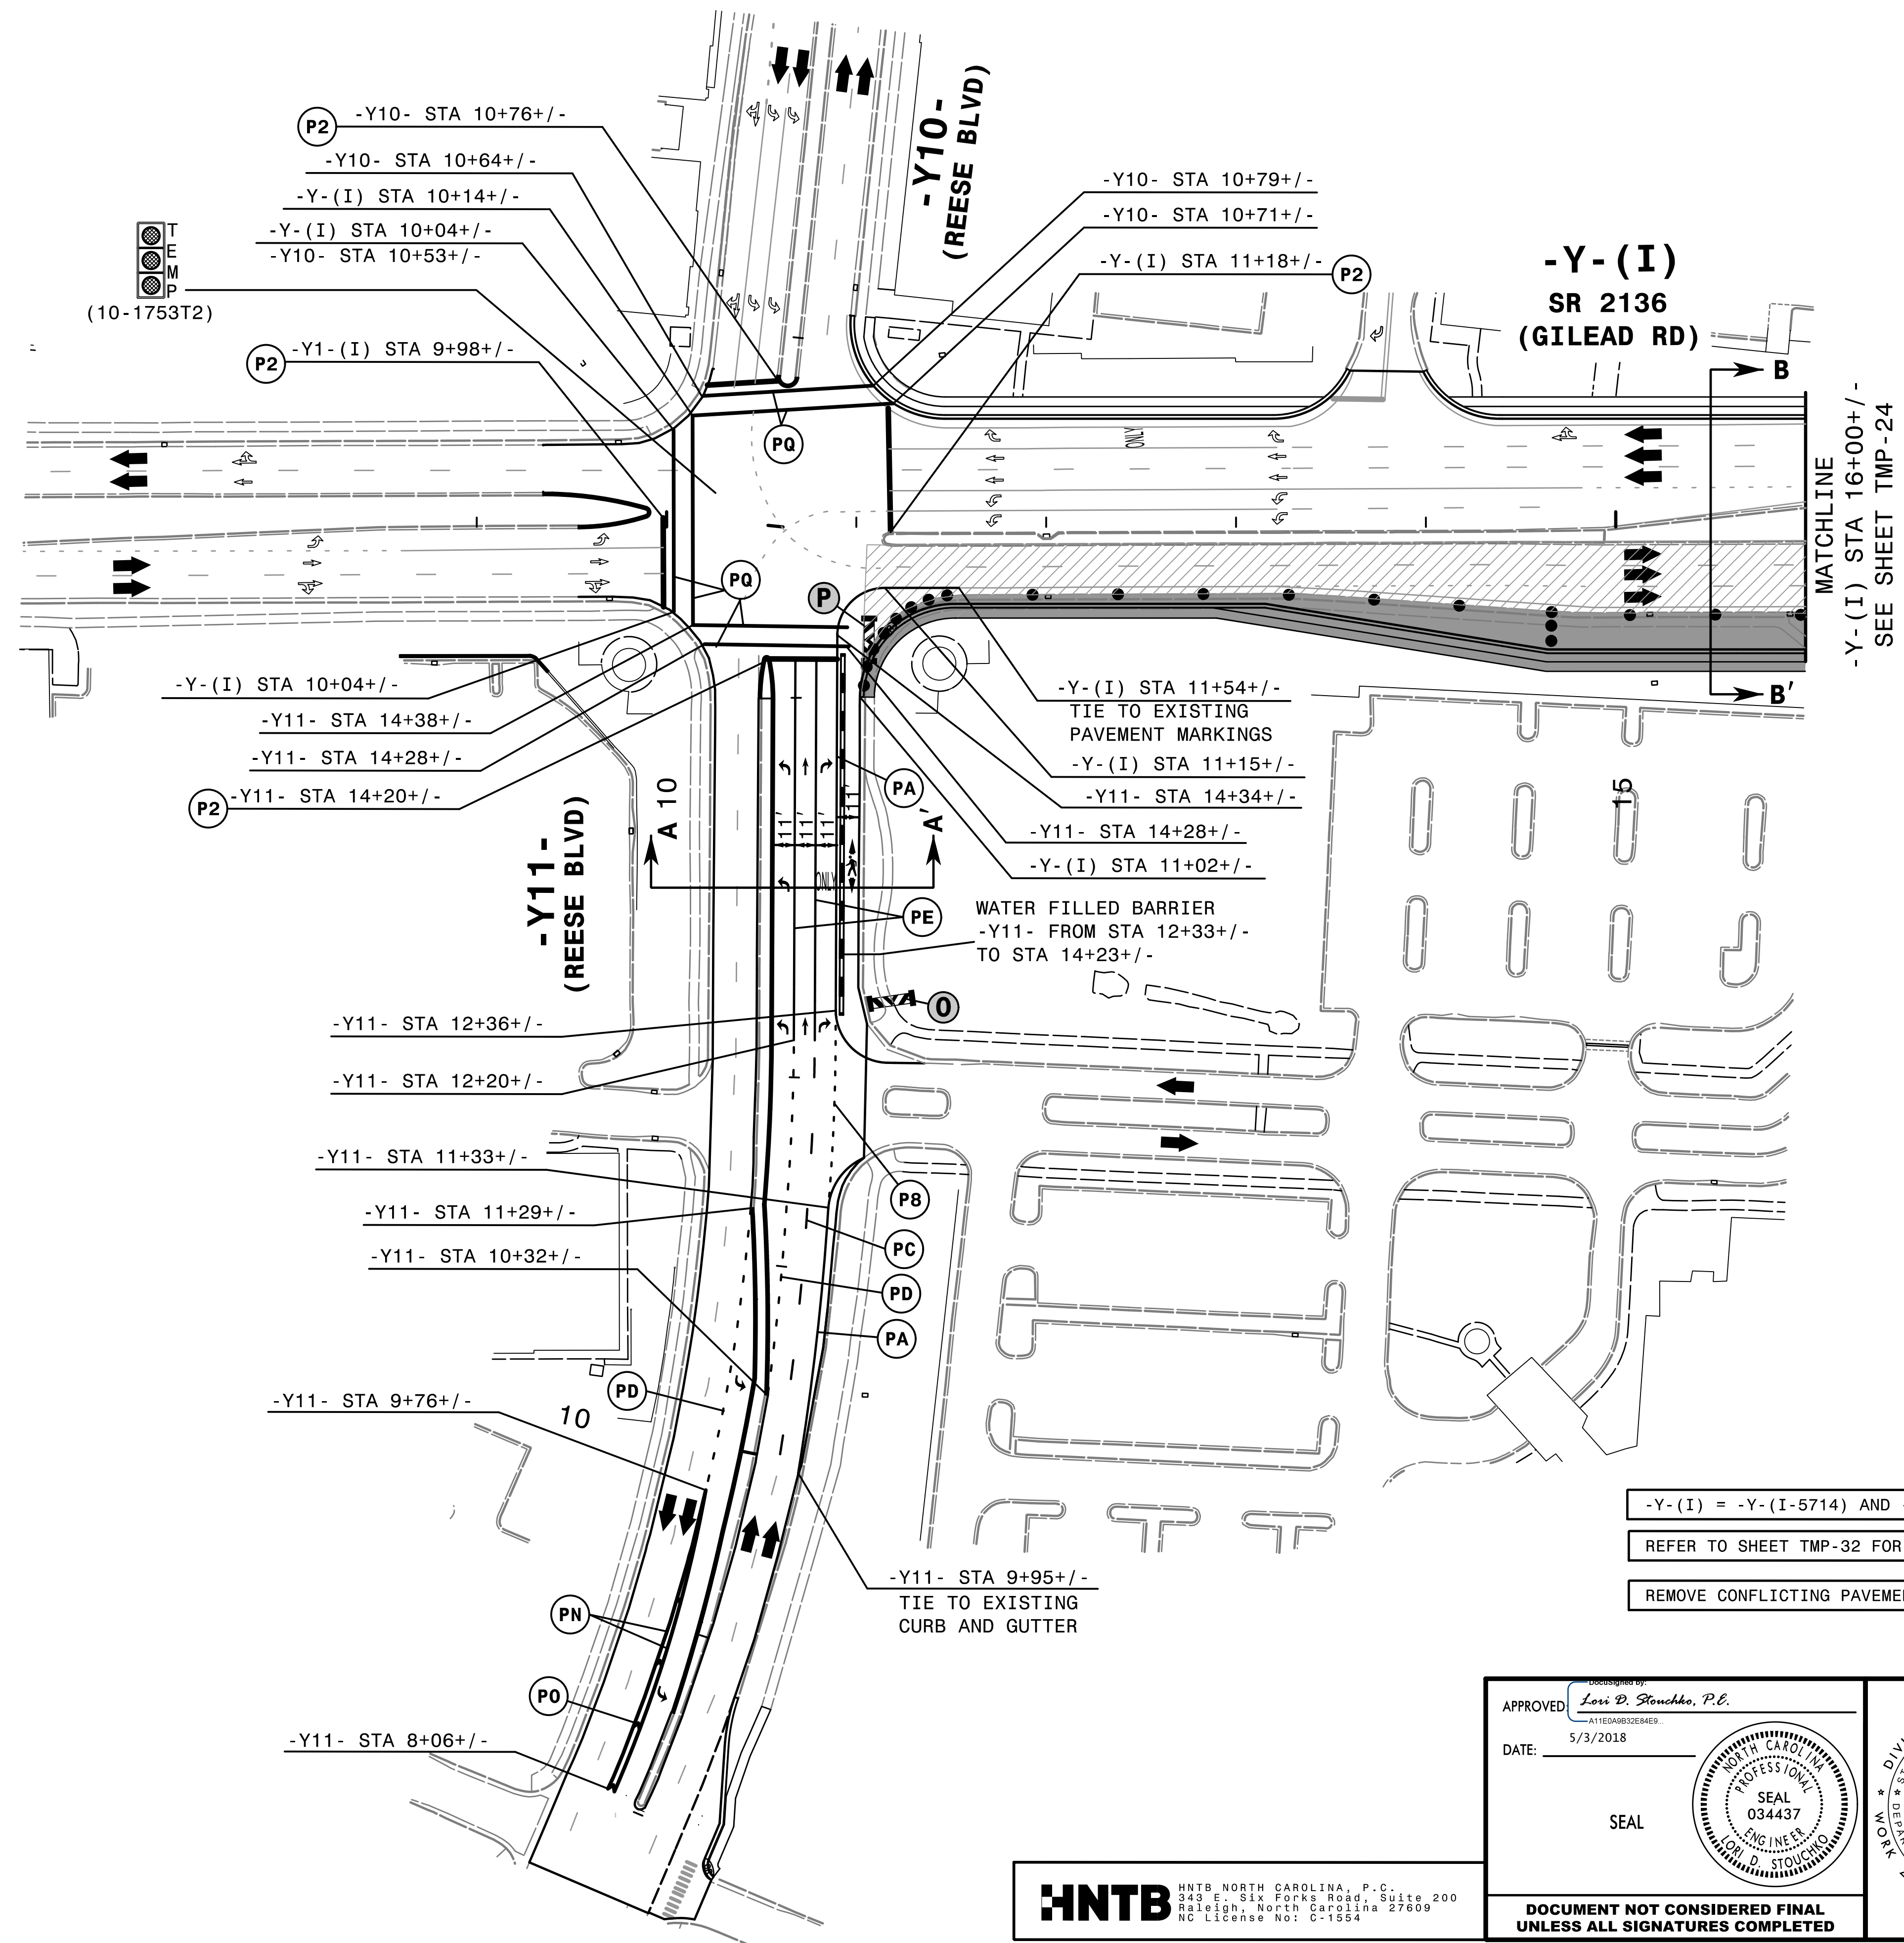 P2
-Y10- STA 10+76+/-
-Y10- STA 10+64+/-
-Y-(I) STA 10+14+/-
-Y-(I) STA 10+04+/-
-Y10- STA 10+53+/-
T
E
M
P
(10-1753T2)
P2
-Y1-(I) STA 9+98+/-
-Y10-
(REESE BLVD)
-Y10- STA 10+79+/-
-Y10- STA 10+71+/-
-Y-(I) STA 11+18+/-
P2
-Y-(I)
SR 2136
(GILEAD RD)
B
B'
MATCHLINE
-Y-(I) STA 16+00+/-
SEE SHEET TMP-24
PQ
ONLY
PQ
P
-Y-(I) STA 10+04+/-
-Y11- STA 14+38+/-
-Y11- STA 14+28+/-
P2
-Y11- STA 14+20+/-
-Y-(I) STA 11+54+/-
TIE TO EXISTING
PAVEMENT MARKINGS
-Y-(I) STA 11+15+/-
-Y11- STA 14+34+/-
-Y11- STA 14+28+/-
-Y-(I) STA 11+02+/-
PA
A 10
A'
15
11'
11'
11'
11'
ONLY
-Y11-
(REESE BLVD)
PE
WATER FILLED BARRIER
-Y11- FROM STA 12+33+/-
TO STA 14+23+/-
O
-Y11- STA 12+36+/-
-Y11- STA 12+20+/-
-Y11- STA 11+33+/-
-Y11- STA 11+29+/-
-Y11- STA 10+32+/-
P8
PC
PD
PA
PD
-Y11- STA 9+76+/-
10
-Y11- STA 9+95+/-
TIE TO EXISTING
CURB AND GUTTER
PN
PO
-Y11- STA 8+06+/-
-Y-(I) = -Y-(I-5714) AND
REFER TO SHEET TMP-32 FOR
REMOVE CONFLICTING
HNTB
HNTB NORTH CAROLINA, P.C.
343 E. Six Forks Road, Suite 200
Raleigh, North Carolina 27609
NC License No: C-1554
DocuSigned by:
APPROVED: Lori D. Stouchko, P.E.
A11E0A9B32E84E9...
5/3/2018
DATE:
SEAL
NORTH CAROLINA
PROFESSIONAL
SEAL
034437
ENGINEER
LORI D. STOUCHKO
DOCUMENT NOT CONSIDERED FINAL
UNLESS ALL SIGNATURES COMPLETED
WORK